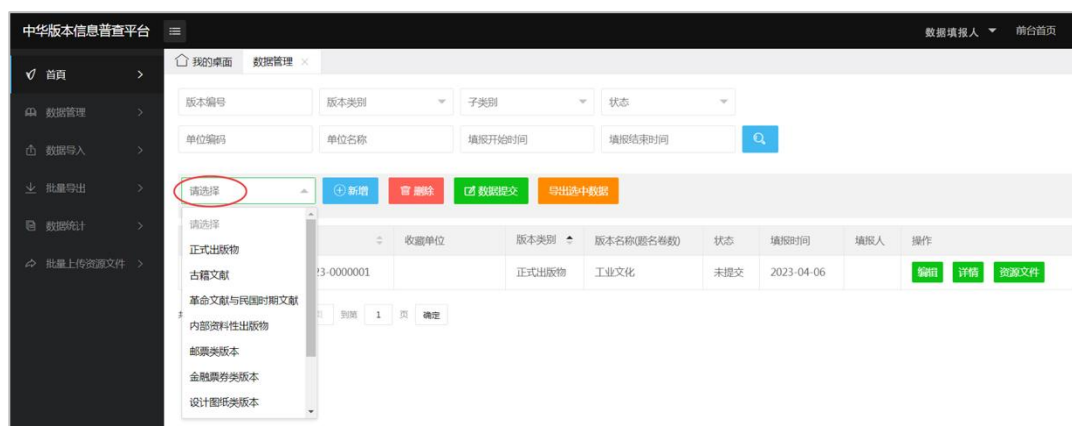 中华版本信息普查平台
数据填报人 前台首页
首頁
数据管理
数据导入
批量导出
数据统计
批量上传资源文件
我的桌面 数据管理
版本编号 版本类别 子类别 状态
单位编码 单位名称 填报开始时间 填报结束时间
请选择 新增 删除 数据提交 导出选中数据
收藏单位 版本类别 版本名称(题名卷数) 状态 填报时间 填报人 操作
3-0000001 正式出版物 工业文化 未提交 2023-04-06 编辑 详情 资源文件
到第 1 页 确定
请选择
正式出版物
古籍文献
革命文献与民国时期文献
内部资料性出版物
邮票类版本
金融票券类版本
设计图纸类版本